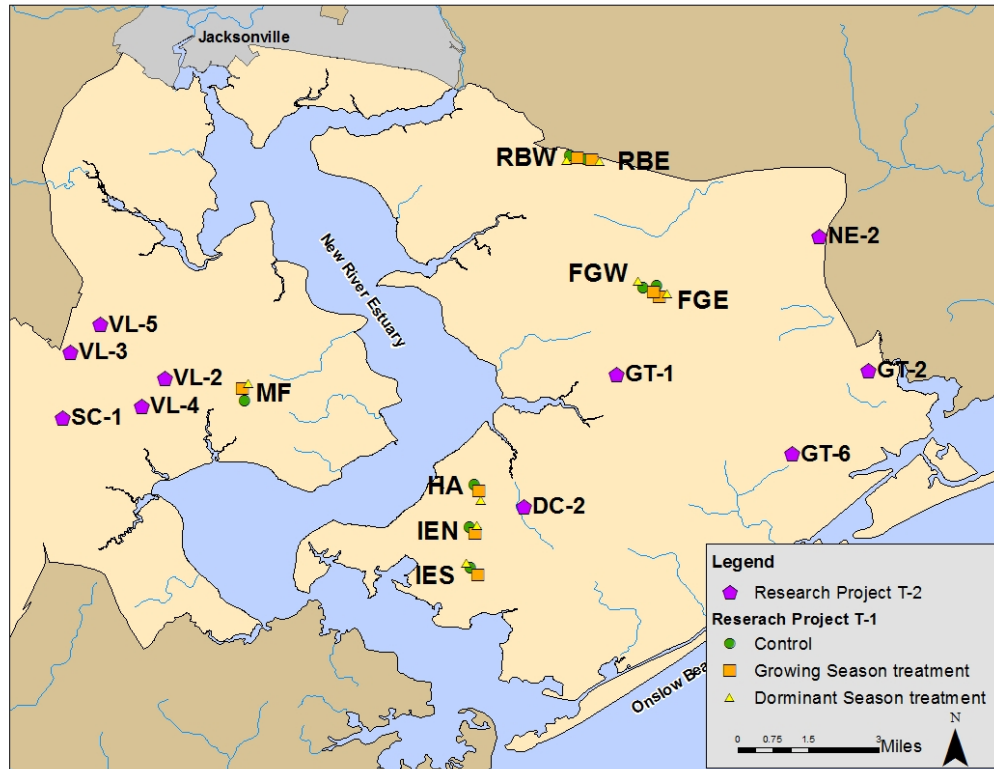 Jacksonville
RBW
RBE
New River Estuary
NE-2
FGW
FGE
VL-5
VL-3
VL-2
MF
GT-1
GT-2
SC-1
VL-4
GT-6
HA
DC-2
IEN
IES
Onslow Bea
Legend
Research Project T-2
Reserach Project T-1
Control
Growing Season treatment
Dormant Season treatment
N
0 0.75 1.5 3
Miles